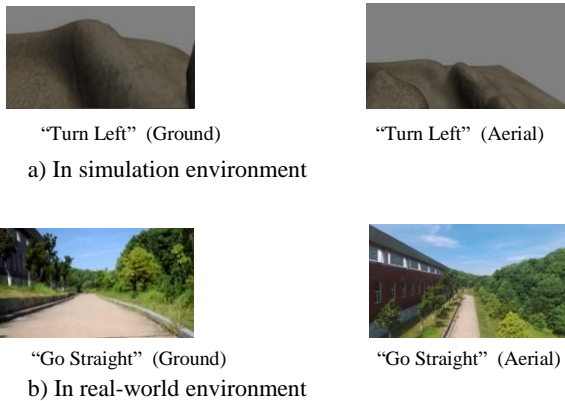 “Turn Left” (Ground)
“Turn Left” (Aerial)
a) In simulation environment
“Go Straight” (Ground)
“Go Straight” (Aerial)
b) In real-world environment